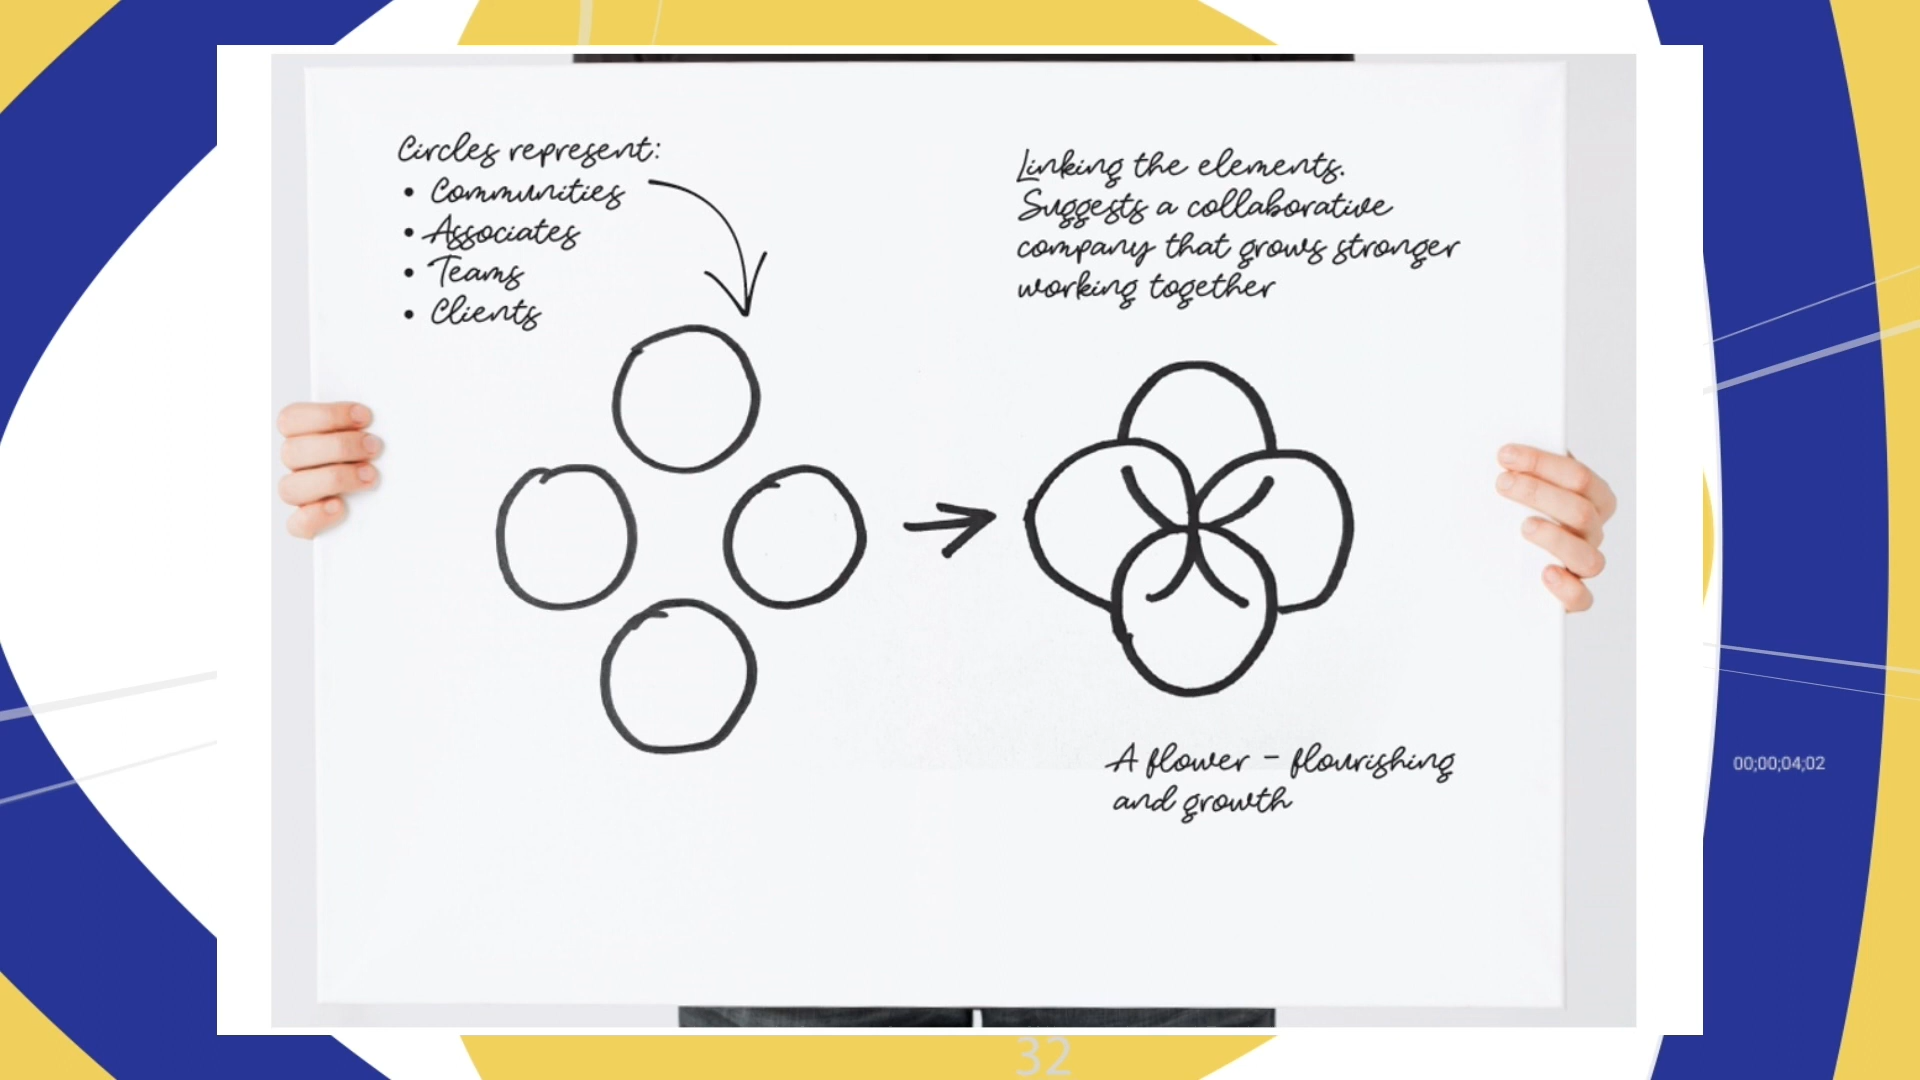 Circles represent:
• Communities
• Associates
• Teams
• Clients
Linking the elements.
Suggests a collaborative
company that grows stronger
working together
A flower - flourishing
and growth
00;00;04;02
32